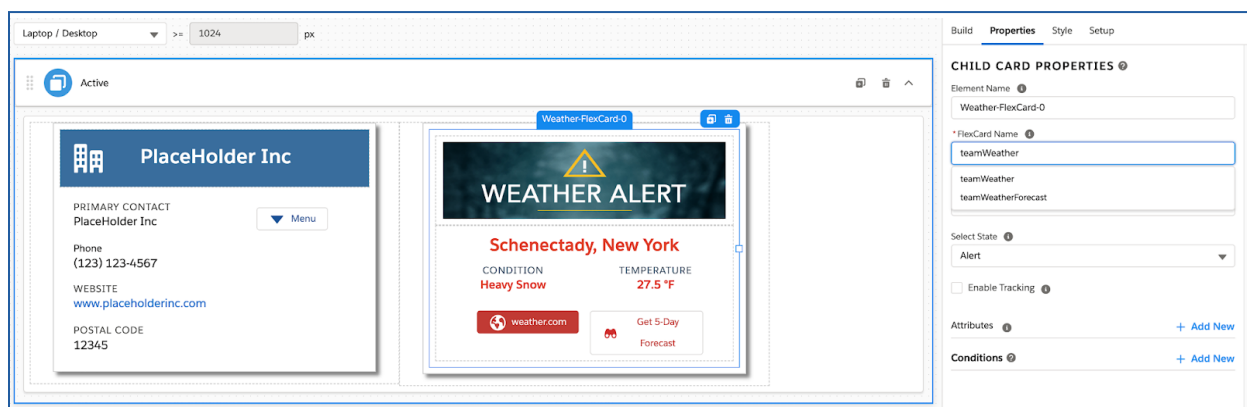 Laptop / Desktop >= 1024 px
Active
PlaceHolder Inc
PRIMARY CONTACT
PlaceHolder Inc
Menu
Phone
(123) 123-4567
WEBSITE
www.placeholderinc.com
POSTAL CODE
12345
Weather-FlexCard-0
WEATHER ALERT
Schenectady, New York
CONDITION TEMPERATURE
Heavy Snow 27.5 °F
weather.com
Get 5-Day
Forecast
Build Properties Style Setup
CHILD CARD PROPERTIES
Element Name
Weather-FlexCard-0
*FlexCard Name
teamWeather
teamWeather
teamWeatherForecast
Select State
Alert
Enable Tracking
Attributes + Add New
Conditions + Add New